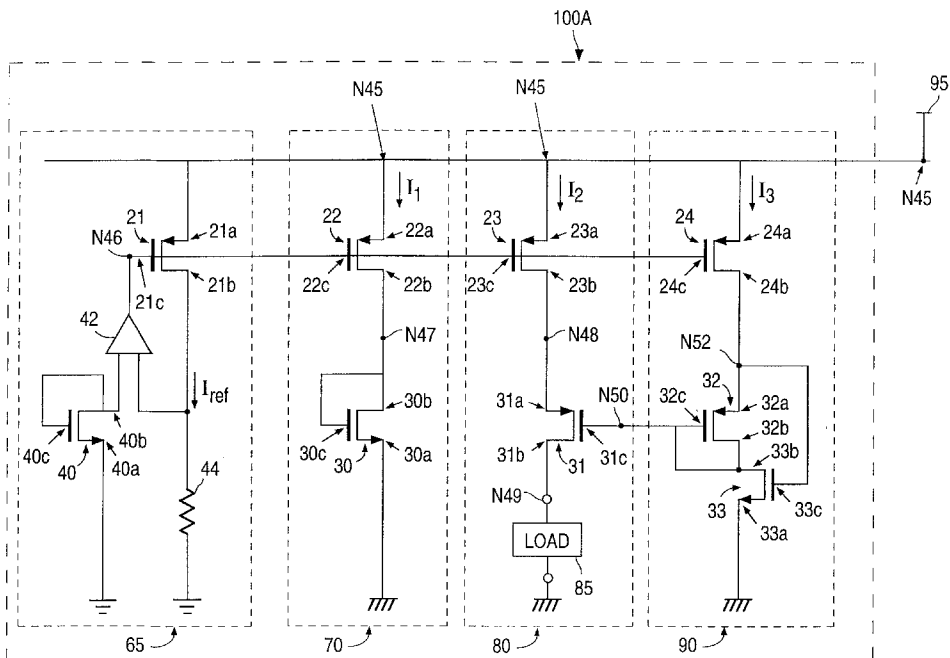 100A
N45
N45
95
I1
I2
I3
N45
21
21a
22
22a
23
23a
24
24a
N46
21c
21b
22c
22b
23c
23b
24c
24b
42
N47
N48
N52
Iref
31a
N50
32c
32
32a
30b
32b
40c
40b
30c
30
30a
31b
31
31c
33b
40
40a
44
N49
33
33c
33a
LOAD
85
65
70
80
90